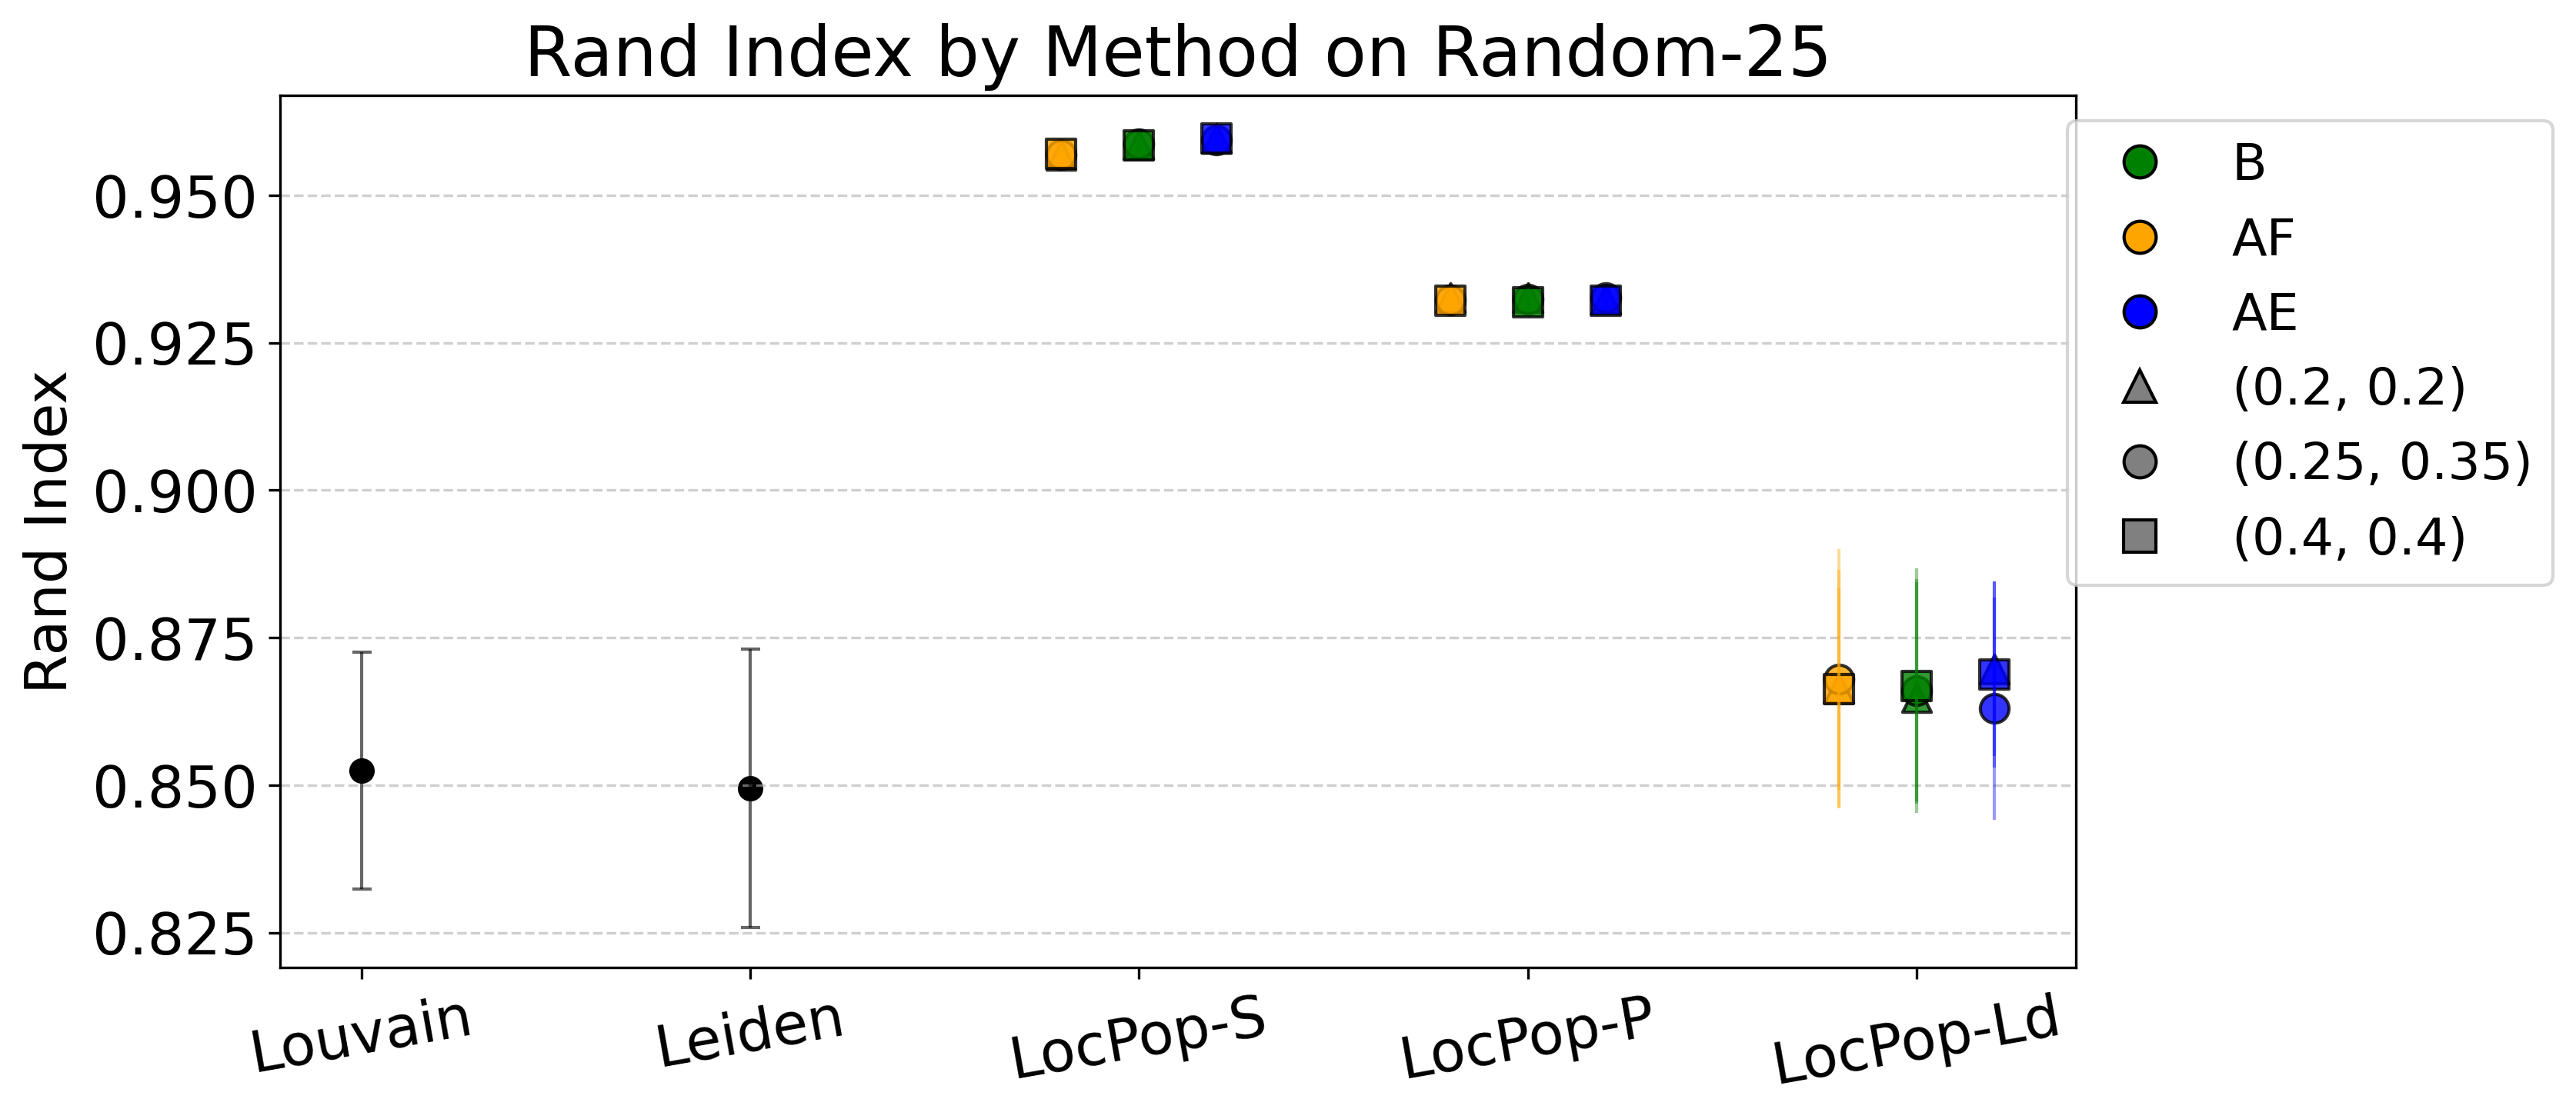 Rand Index by Method on Random-25
Rand Index
0.950
0.925
0.900
0.875
0.850
0.825
Louvain
Leiden
LocPop-S
LocPop-P
LocPop-Ld
B
AF
AE
(0.2, 0.2)
(0.25, 0.35)
(0.4, 0.4)